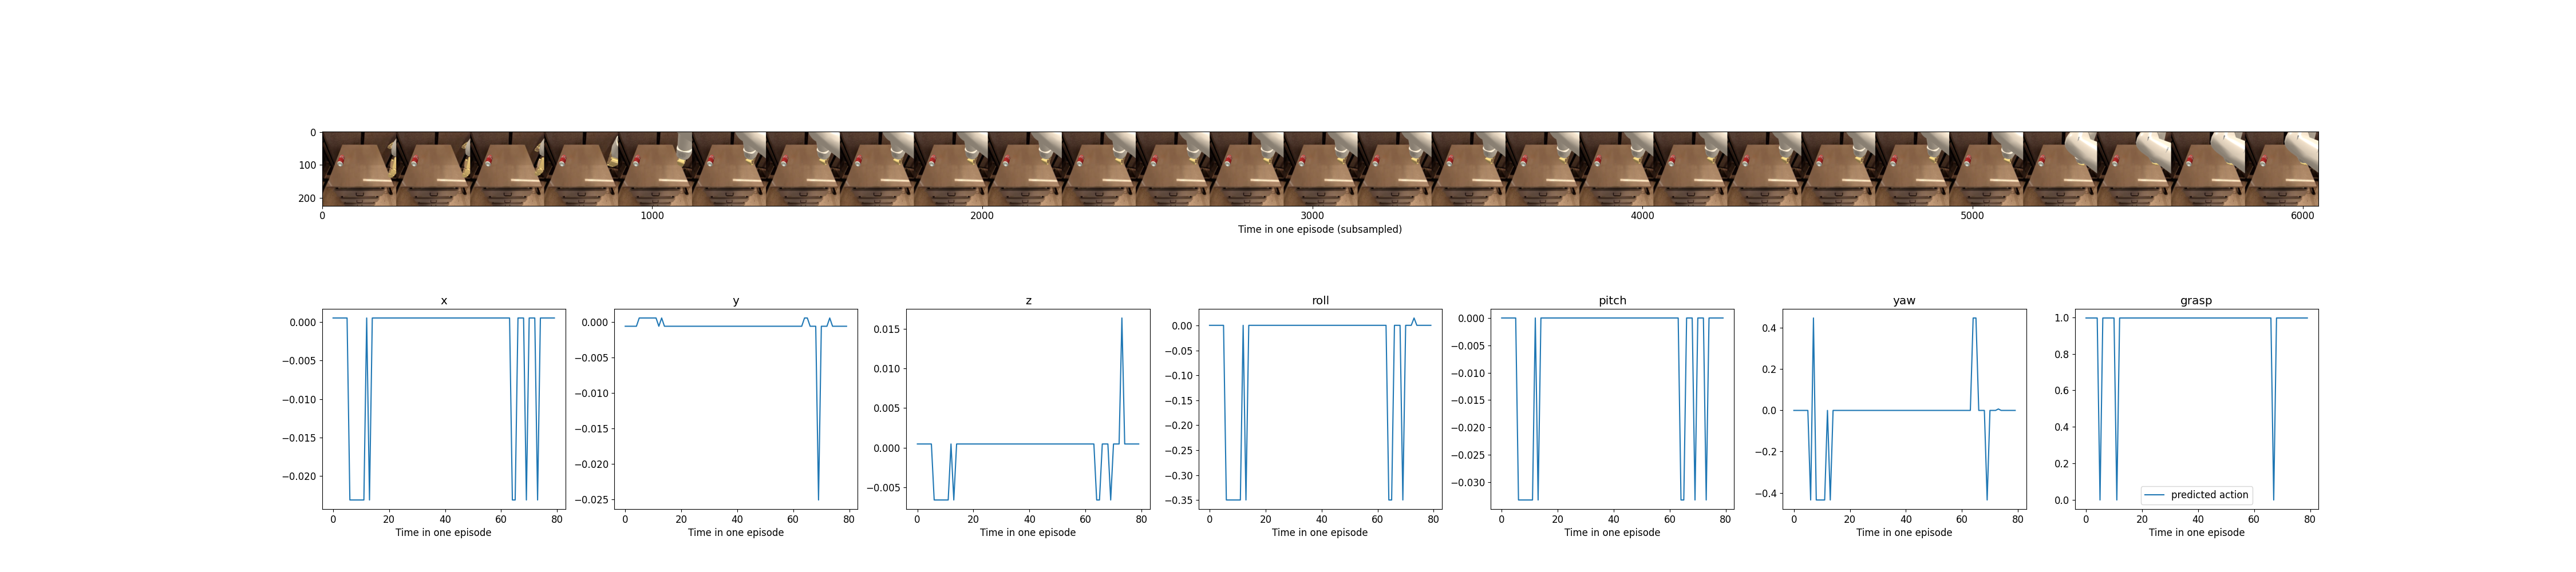 0
100
200
0 1000 2000 3000 4000 5000 6000
Time in one episode (subsampled)
x
0.000
−0.005
−0.010
−0.015
−0.020
0 20 40 60 80
Time in one episode
y
0.000
−0.005
−0.010
−0.015
−0.020
−0.025
0 20 40 60 80
Time in one episode
z
0.015
0.010
0.005
0.000
−0.005
0 20 40 60 80
Time in one episode
roll
0.00
−0.05
−0.10
−0.15
−0.20
−0.25
−0.30
−0.35
0 20 40 60 80
Time in one episode
pitch
0.000
−0.005
−0.010
−0.015
−0.020
−0.025
−0.030
0 20 40 60 80
Time in one episode
yaw
0.4
0.2
0.0
−0.2
−0.4
0 20 40 60 80
Time in one episode
grasp
1.0
0.8
0.6
0.4
0.2
0.0
predicted action
0 20 40 60 80
Time in one episode